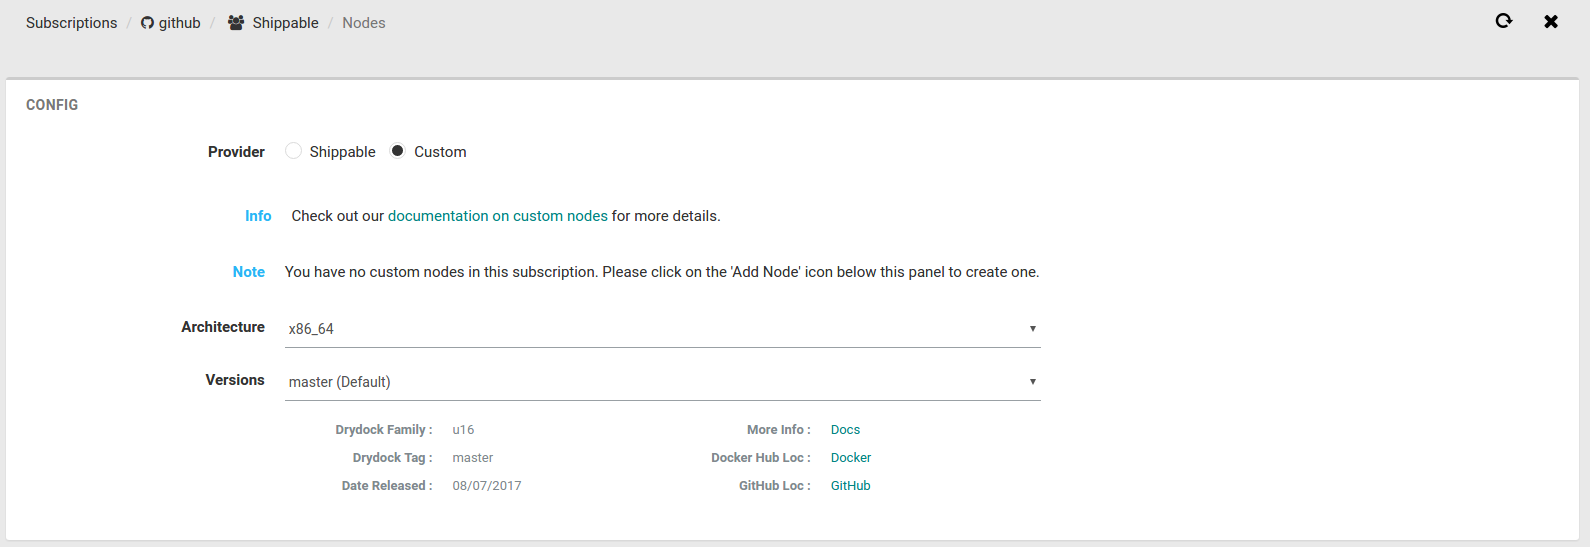 Subscriptions / github / Shippable / Nodes
CONFIG
Provider Shippable Custom
Info Check out our documentation on custom nodes for more details.
Note You have no custom nodes in this subscription. Please click on the 'Add Node' icon below this panel to create one.
Architecture x86_64
Versions master (Default)
Drydock Family : u16 More Info : Docs
Drydock Tag : master Docker Hub Loc : Docker
Date Released : 08/07/2017 GitHub Loc : GitHub